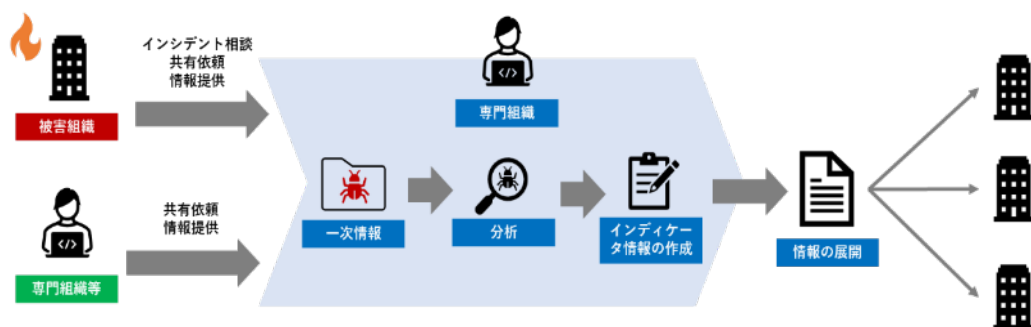 インシデント相談
共有依頼
情報提供
被害組織
専門組織
共有依頼
情報提供
専門組織等
一次情報
分析
インディケー
タ情報の作成
情報の展開